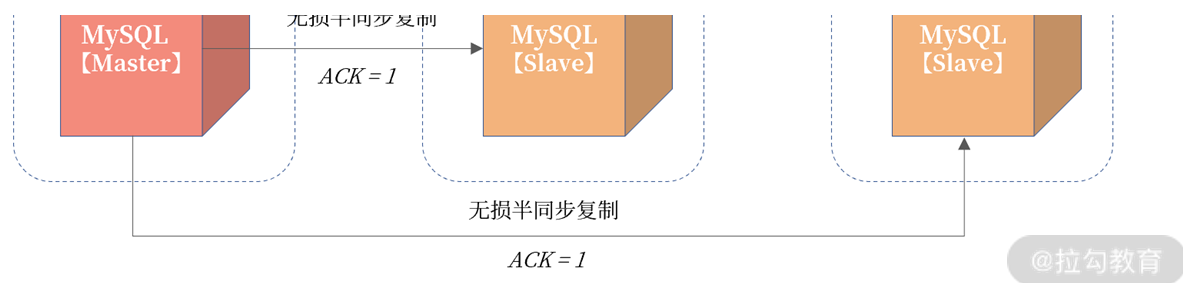 无损半同步复制
MySQL
【Master】
ACK = 1
MySQL
【Slave】
MySQL
【Slave】
无损半同步复制
ACK = 1
@拉勾教育